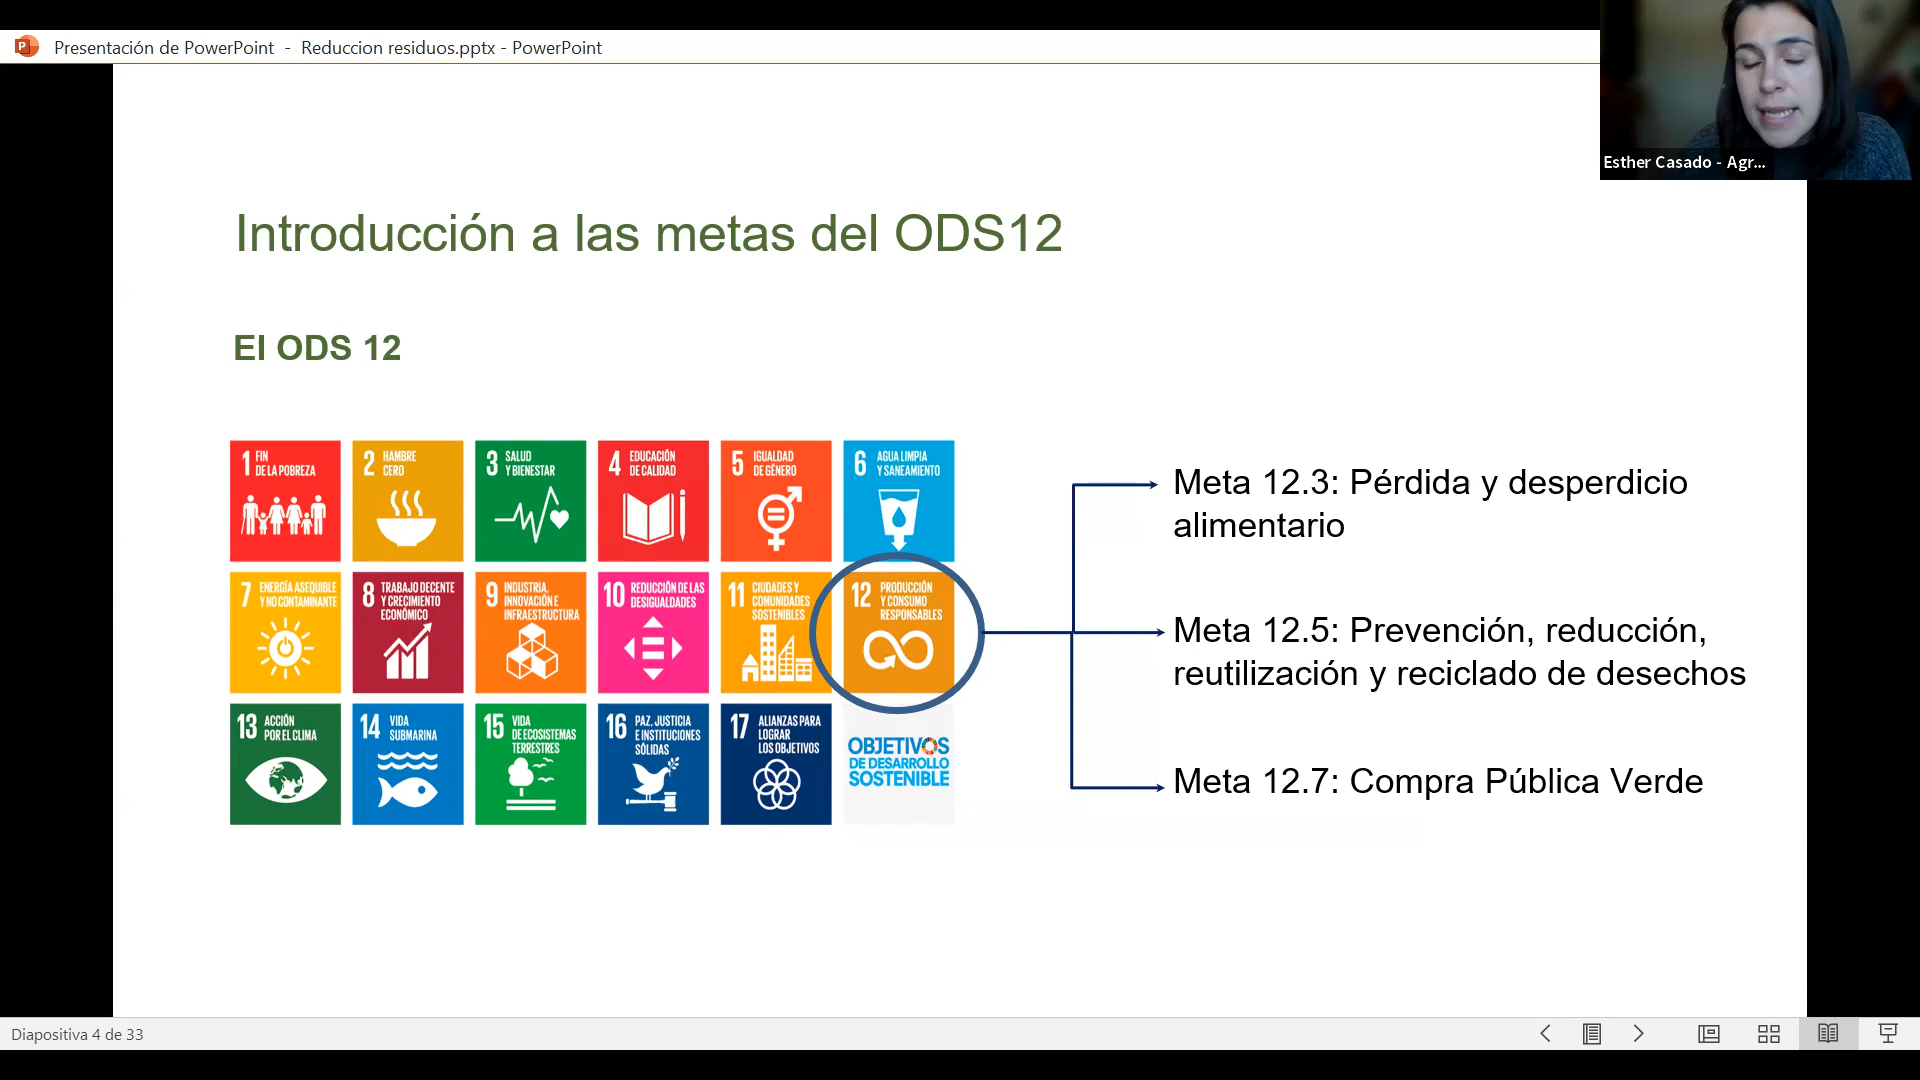 Presentación de PowerPoint - Reduccion residuos.pptx - PowerPoint
Esther Casado - Agr...
Introducción a las metas del ODS12
El ODS 12
1 FIN
DE LA POBREZA
2 HAMBRE
CERO
3 SALUD
Y BIENESTAR
4 EDUCACIÓN
DE CALIDAD
5 IGUALDAD
DE GÉNERO
6 AGUA LIMPIA
Y SANEAMIENTO
7 ENERGÍA ASEQUIBLE
Y NO CONTAMINANTE
8 TRABAJO DECENTE
Y CRECIMIENTO
ECONÓMICO
9 INDUSTRIA,
INNOVACIÓN E
INFRAESTRUCTURA
10 REDUCCIÓN DE LAS
DESIGUALDADES
11 CIUDADES Y
COMUNIDADES
SOSTENIBLES
12 PRODUCCIÓN
Y CONSUMO
RESPONSABLES
13 ACCIÓN
POR EL CLIMA
14 VIDA
SUBMARINA
15 VIDA
DE ECOSISTEMAS
TERRESTRES
16 PAZ, JUSTICIA
E INSTITUCIONES
SÓLIDAS
17 ALIANZAS PARA
LOGRAR
LOS OBJETIVOS
OBJETIVOS
DE DESARROLLO
SOSTENIBLE
Meta 12.3: Pérdida y desperdicio
alimentario
Meta 12.5: Prevención, reducción,
reutilización y reciclado de desechos
Meta 12.7: Compra Pública Verde
Diapositiva 4 de 33